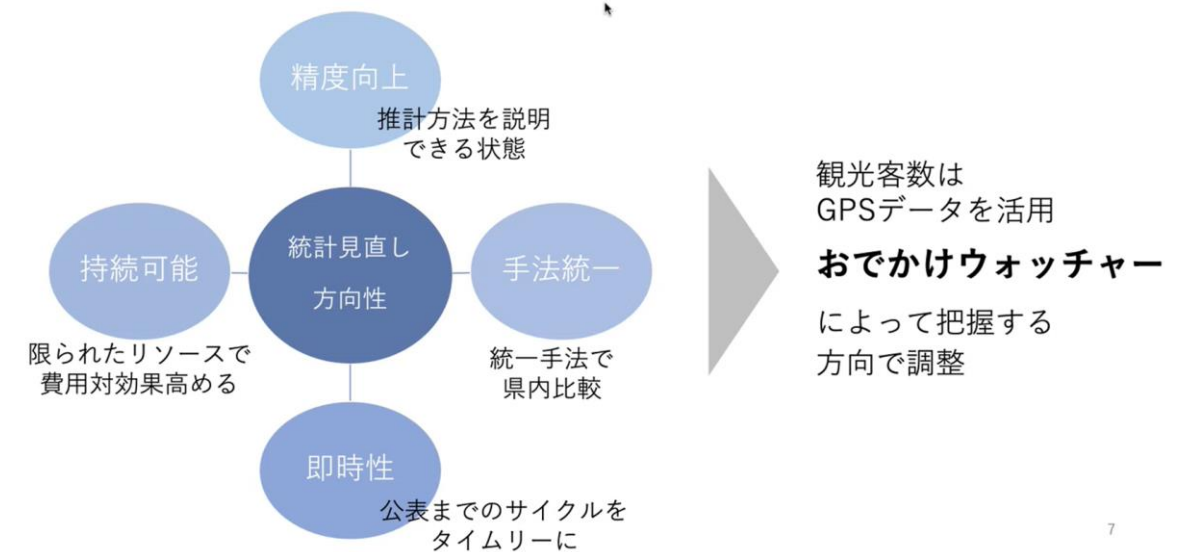 精度向上
推計方法を説明
できる状態
統計見直し
方向性
持続可能
限られたリソースで
費用対効果高める
手法統一
統一手法で
県内比較
即時性
公表までのサイクルを
タイムリーに
観光客数は
GPSデータを活用
おでかけウォッチャー
によって把握する
方向で調整
7